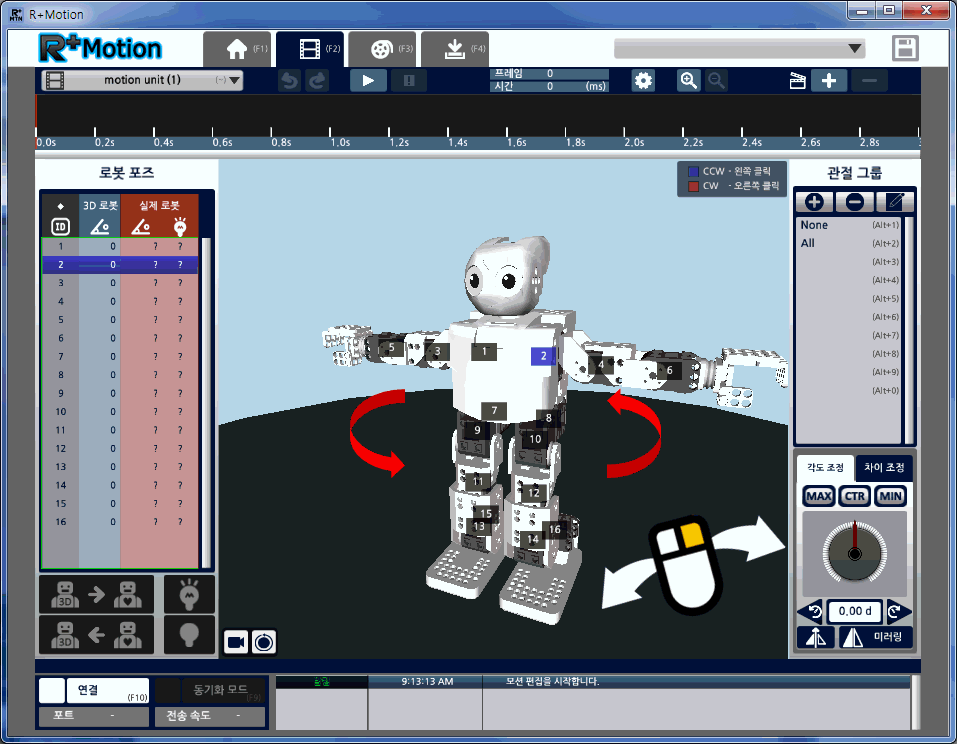 R+Motion
R+Motion
(F1)
(F2)
(F3)
(F4)
motion unit (1)
(~)
프레임 0
시간 0 (ms)
0.0s 0.2s 0.4s 0.6s 0.8s 1.0s 1.2s 1.4s 1.6s 1.8s 2.0s 2.2s 2.4s 2.6s 2.8s
로봇 포즈
3D 로봇 실제 로봇
ID
1 0 ? ?
2 0 ? ?
3 0 ? ?
4 0 ? ?
5 0 ? ?
6 0 ? ?
7 0 ? ?
8 0 ? ?
9 0 ? ?
10 0 ? ?
11 0 ? ?
12 0 ? ?
13 0 ? ?
14 0 ? ?
15 0 ? ?
16 0 ? ?
3D
3D
CCW - 왼쪽 클릭
CW - 오른쪽 클릭
5 3 1 2 4 6
7 8
9 10
11 12
15 16
13 14
관절 그룹
None (Alt+1)
All (Alt+2)
(Alt+3)
(Alt+4)
(Alt+5)
(Alt+6)
(Alt+7)
(Alt+8)
(Alt+9)
(Alt+0)
각도 조정 차이 조정
MAX CTR MIN
0.00 d
미러링
연결 (F10)
동기화 모드 (F9)
포트 -
전송 속도 -
알림 9:13:13 AM 모션 편집을 시작합니다.